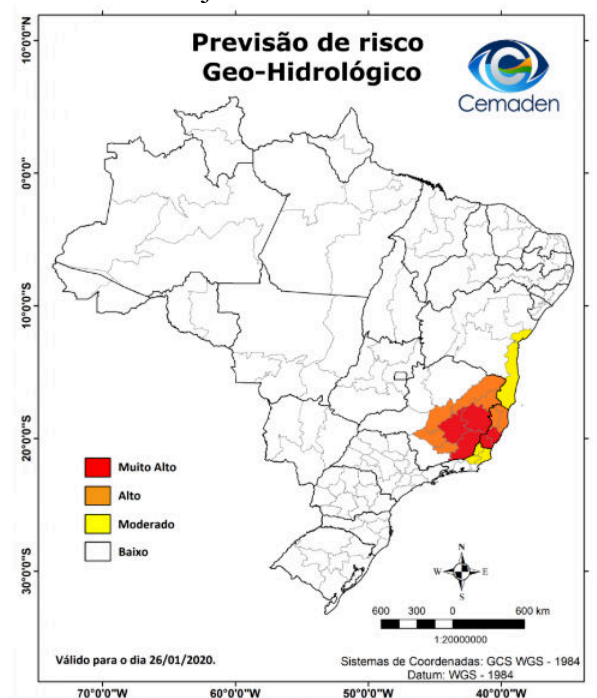 Previsão de risco
Geo-Hidrológico
Cemaden
10°0'0"N
0°0'0"
10°0'0"S
20°0'0"S
30°0'0"S
Muito Alto
Alto
Moderado
Baixo
N
W E
S
600 300 0 600 km
1:20000000
Válido para o dia 26/01/2020.
Sistemas de Coordenadas: GCS WGS - 1984
Datum: WGS - 1984
70°0'0"W 60°0'0"W 50°0'0"W 40°0'0"W